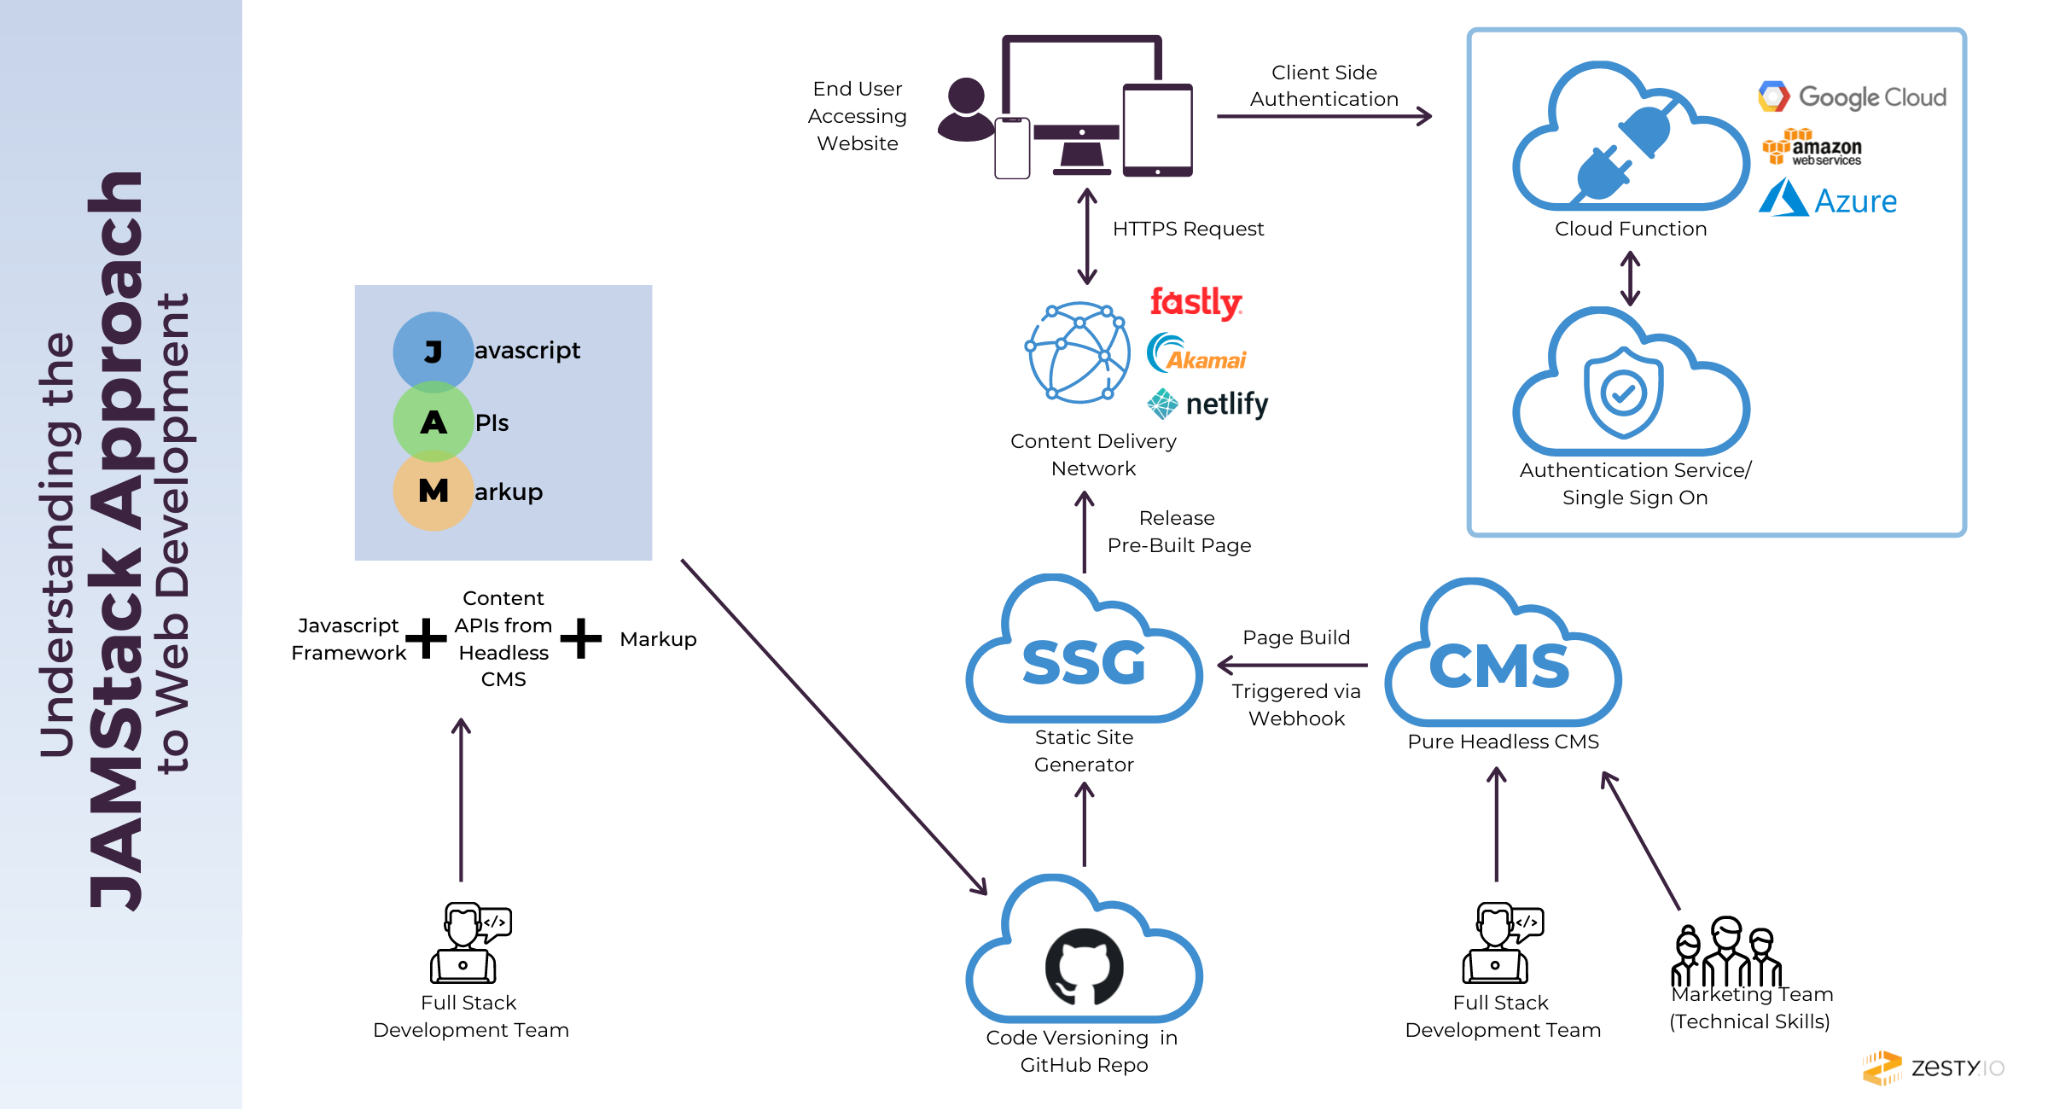 Understanding the
JAMStack Approach
to Web Development
End User
Accessing
Website
Client Side
Authentication
Google Cloud
amazon
web services
Azure
Cloud Function
HTTPS Request
fastly
Akamai
netlify
Content Delivery
Network
Authentication Service/
Single Sign On
Javascript
APIs
Markup
Release
Pre-Built Page
Javascript
Framework
+
Content
APIs from
Headless
CMS
+
Markup
SSG
Static Site
Generator
Page Build
Triggered via
Webhook
CMS
Pure Headless CMS
</>
Full Stack
Development Team
Code Versioning in
GitHub Repo
</>
Full Stack
Development Team
Marketing Team
(Technical Skills)
ZESTY.IO